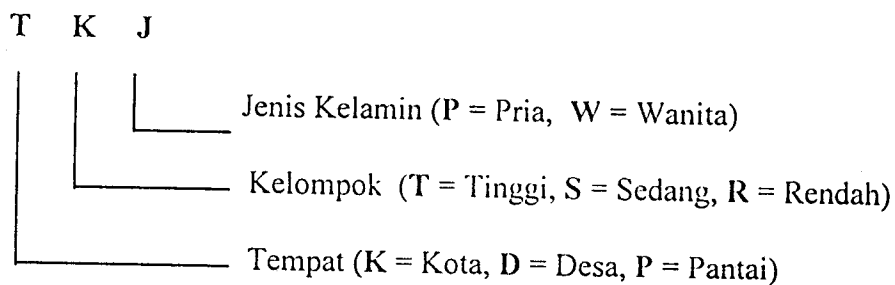 T K J
Jenis Kelamin (P = Pria, W = Wanita)
Kelompok (T = Tinggi, S = Sedang, R = Rendah)
Tempat (K = Kota, D = Desa, P = Pantai)